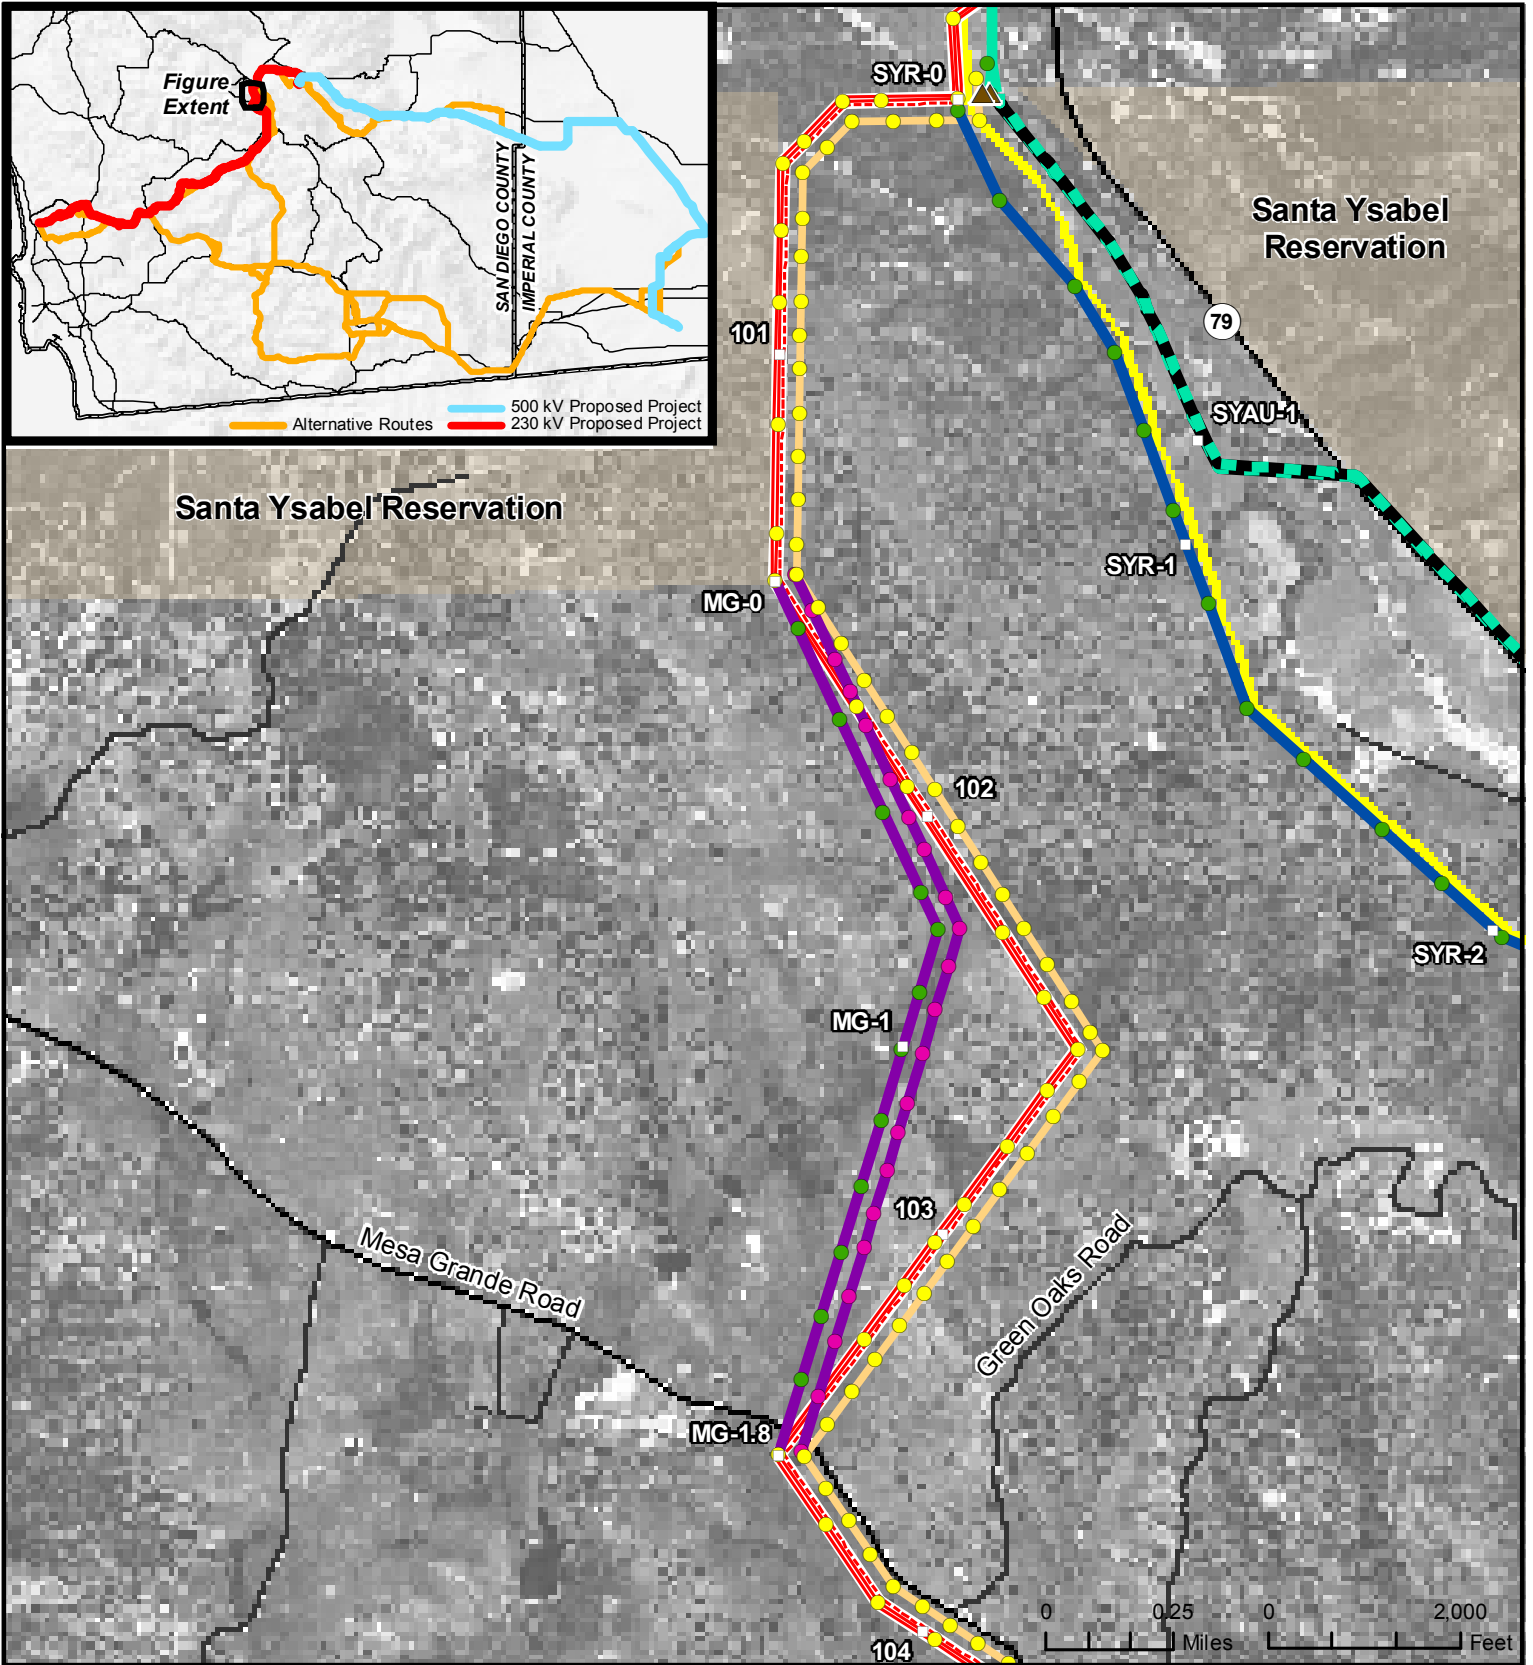 Figure
Extent
SAN DIEGO COUNTY
IMPERIAL COUNTY
500 kV Proposed Project
Alternative Routes
230 kV Proposed Project
SYR-0
Santa Ysabel
Reservation
79
101
SYAU-1
Santa Ysabel Reservation
SYR-1
MG-0
102
SYR-2
MG-1
103
Mesa Grande Road
Green Oaks Road
MG-1.8
0
0.25
Miles
0
2,000
Feet
104